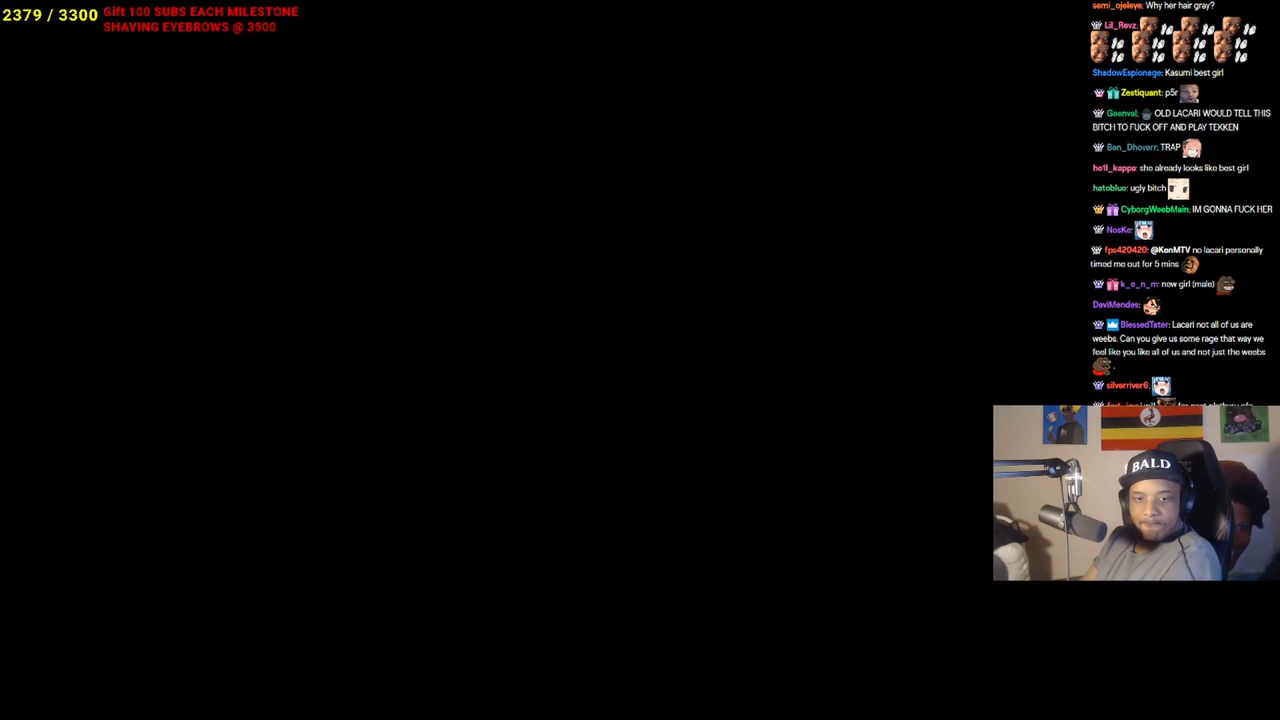 2379 / 3300
Gift 100 SUBS EACH MILESTONE
SHAVING EYEBROWS @ 3500
semi_ojeleye: Why her hair gray?
Lil_Revz:
ShadowEspionage: Kasumi best girl
Zestiquant: p5r
Geenval: OLD LACARI WOULD TELL THIS
BITCH TO FUCK OFF AND PLAY TEKKEN
Ben_Dhoverr: TRAP
he1l_kappa: she already looks like best girl
hatoblue: ugly bitch
CyborgWeebMain: IM GONNA FUCK HER
NosKe:
fps420420: @KenMTV no lacari personally
timed me out for 5 mins
k_e_n_m: new girl (male)
DaviMendes:
BlessedTater: Lacari not all of us are
weebs. Can you give us some rage that way we
feel like you like all of us and not just the weebs
silverriver6:
BALD